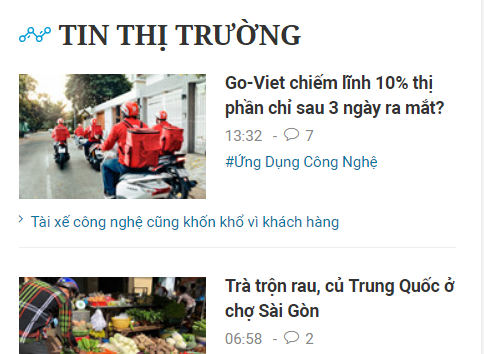 TIN THỊ TRƯỜNG
Go-Viet chiếm lĩnh 10% thị
phần chỉ sau 3 ngày ra mắt?
13:32 - 7
#Ứng Dụng Công Nghệ
Tài xế công nghệ cũng khốn khổ vì khách hàng
Trà trộn rau, củ Trung Quốc ở
chợ Sài Gòn
06:58 - 2